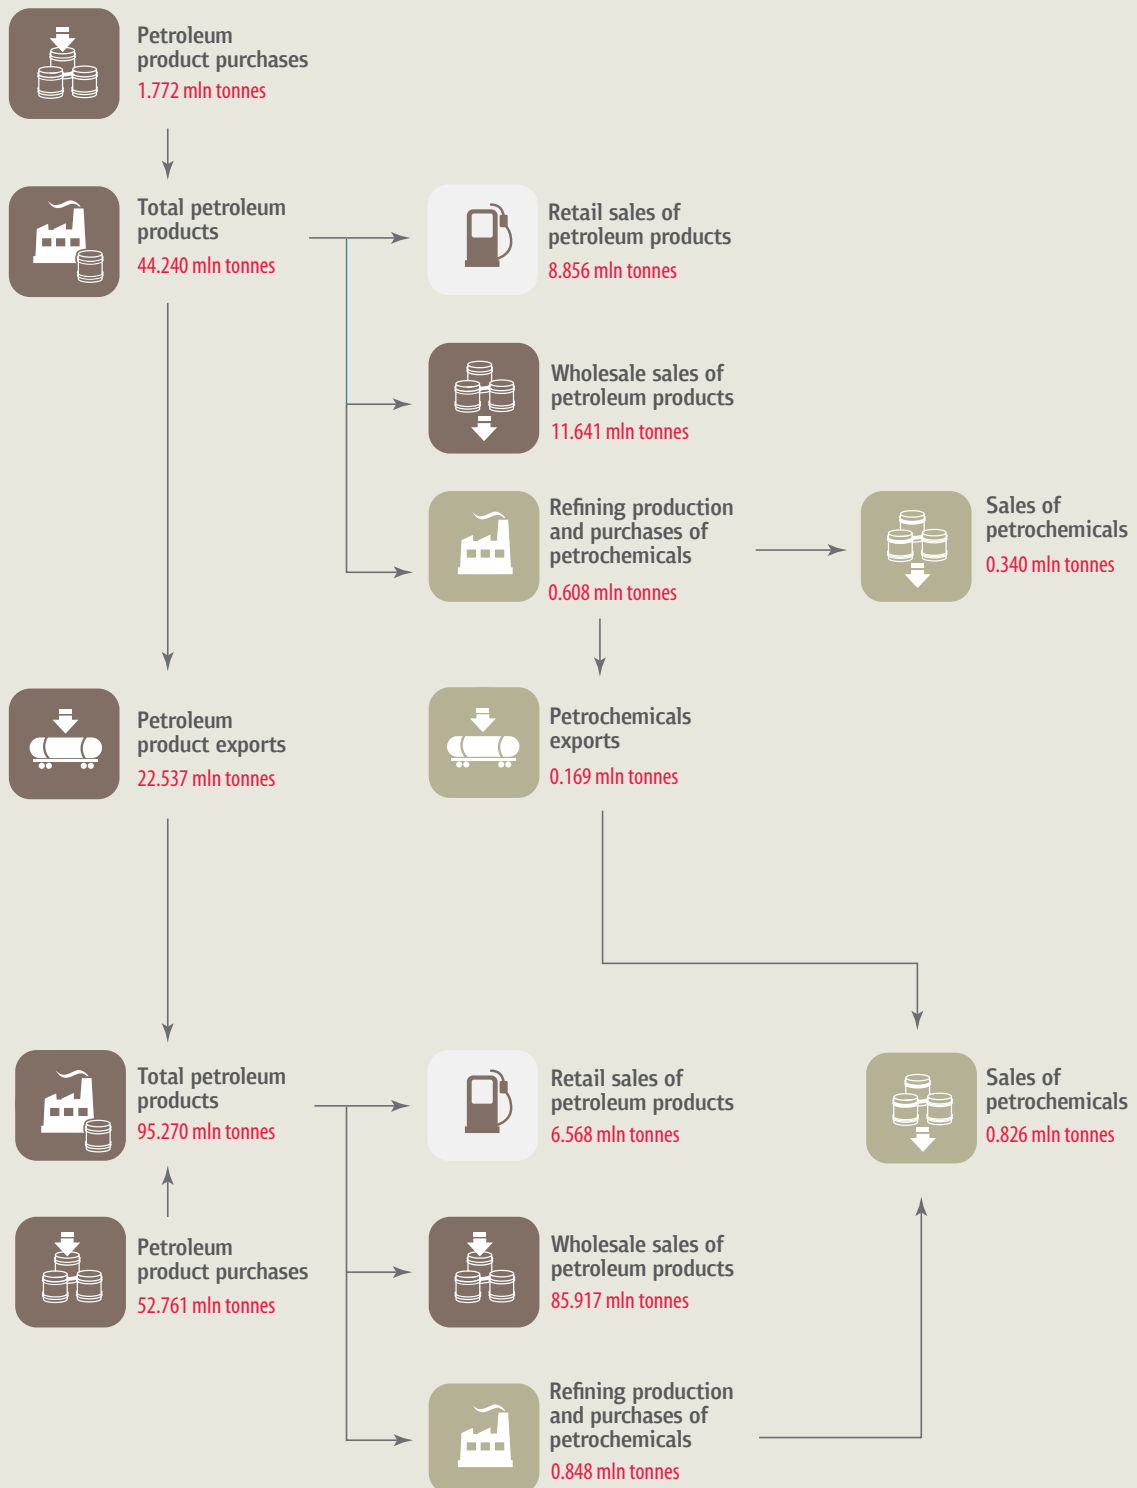 Petroleum
product purchases
1.772 mln tonnes
Total petroleum
products
44.240 mln tonnes
Retail sales of
petroleum products
8.856 mln tonnes
Wholesale sales of
petroleum products
11.641 mln tonnes
Refining production
and purchases of
petrochemicals
0.608 mln tonnes
Sales of
petrochemicals
0.340 mln tonnes
Petroleum
product exports
22.537 mln tonnes
Petrochemicals
exports
0.169 mln tonnes
Total petroleum
products
95.270 mln tonnes
Retail sales of
petroleum products
6.568 mln tonnes
Sales of
petrochemicals
0.826 mln tonnes
Petroleum
product purchases
52.761 mln tonnes
Wholesale sales of
petroleum products
85.917 mln tonnes
Refining production
and purchases of
petrochemicals
0.848 mln tonnes